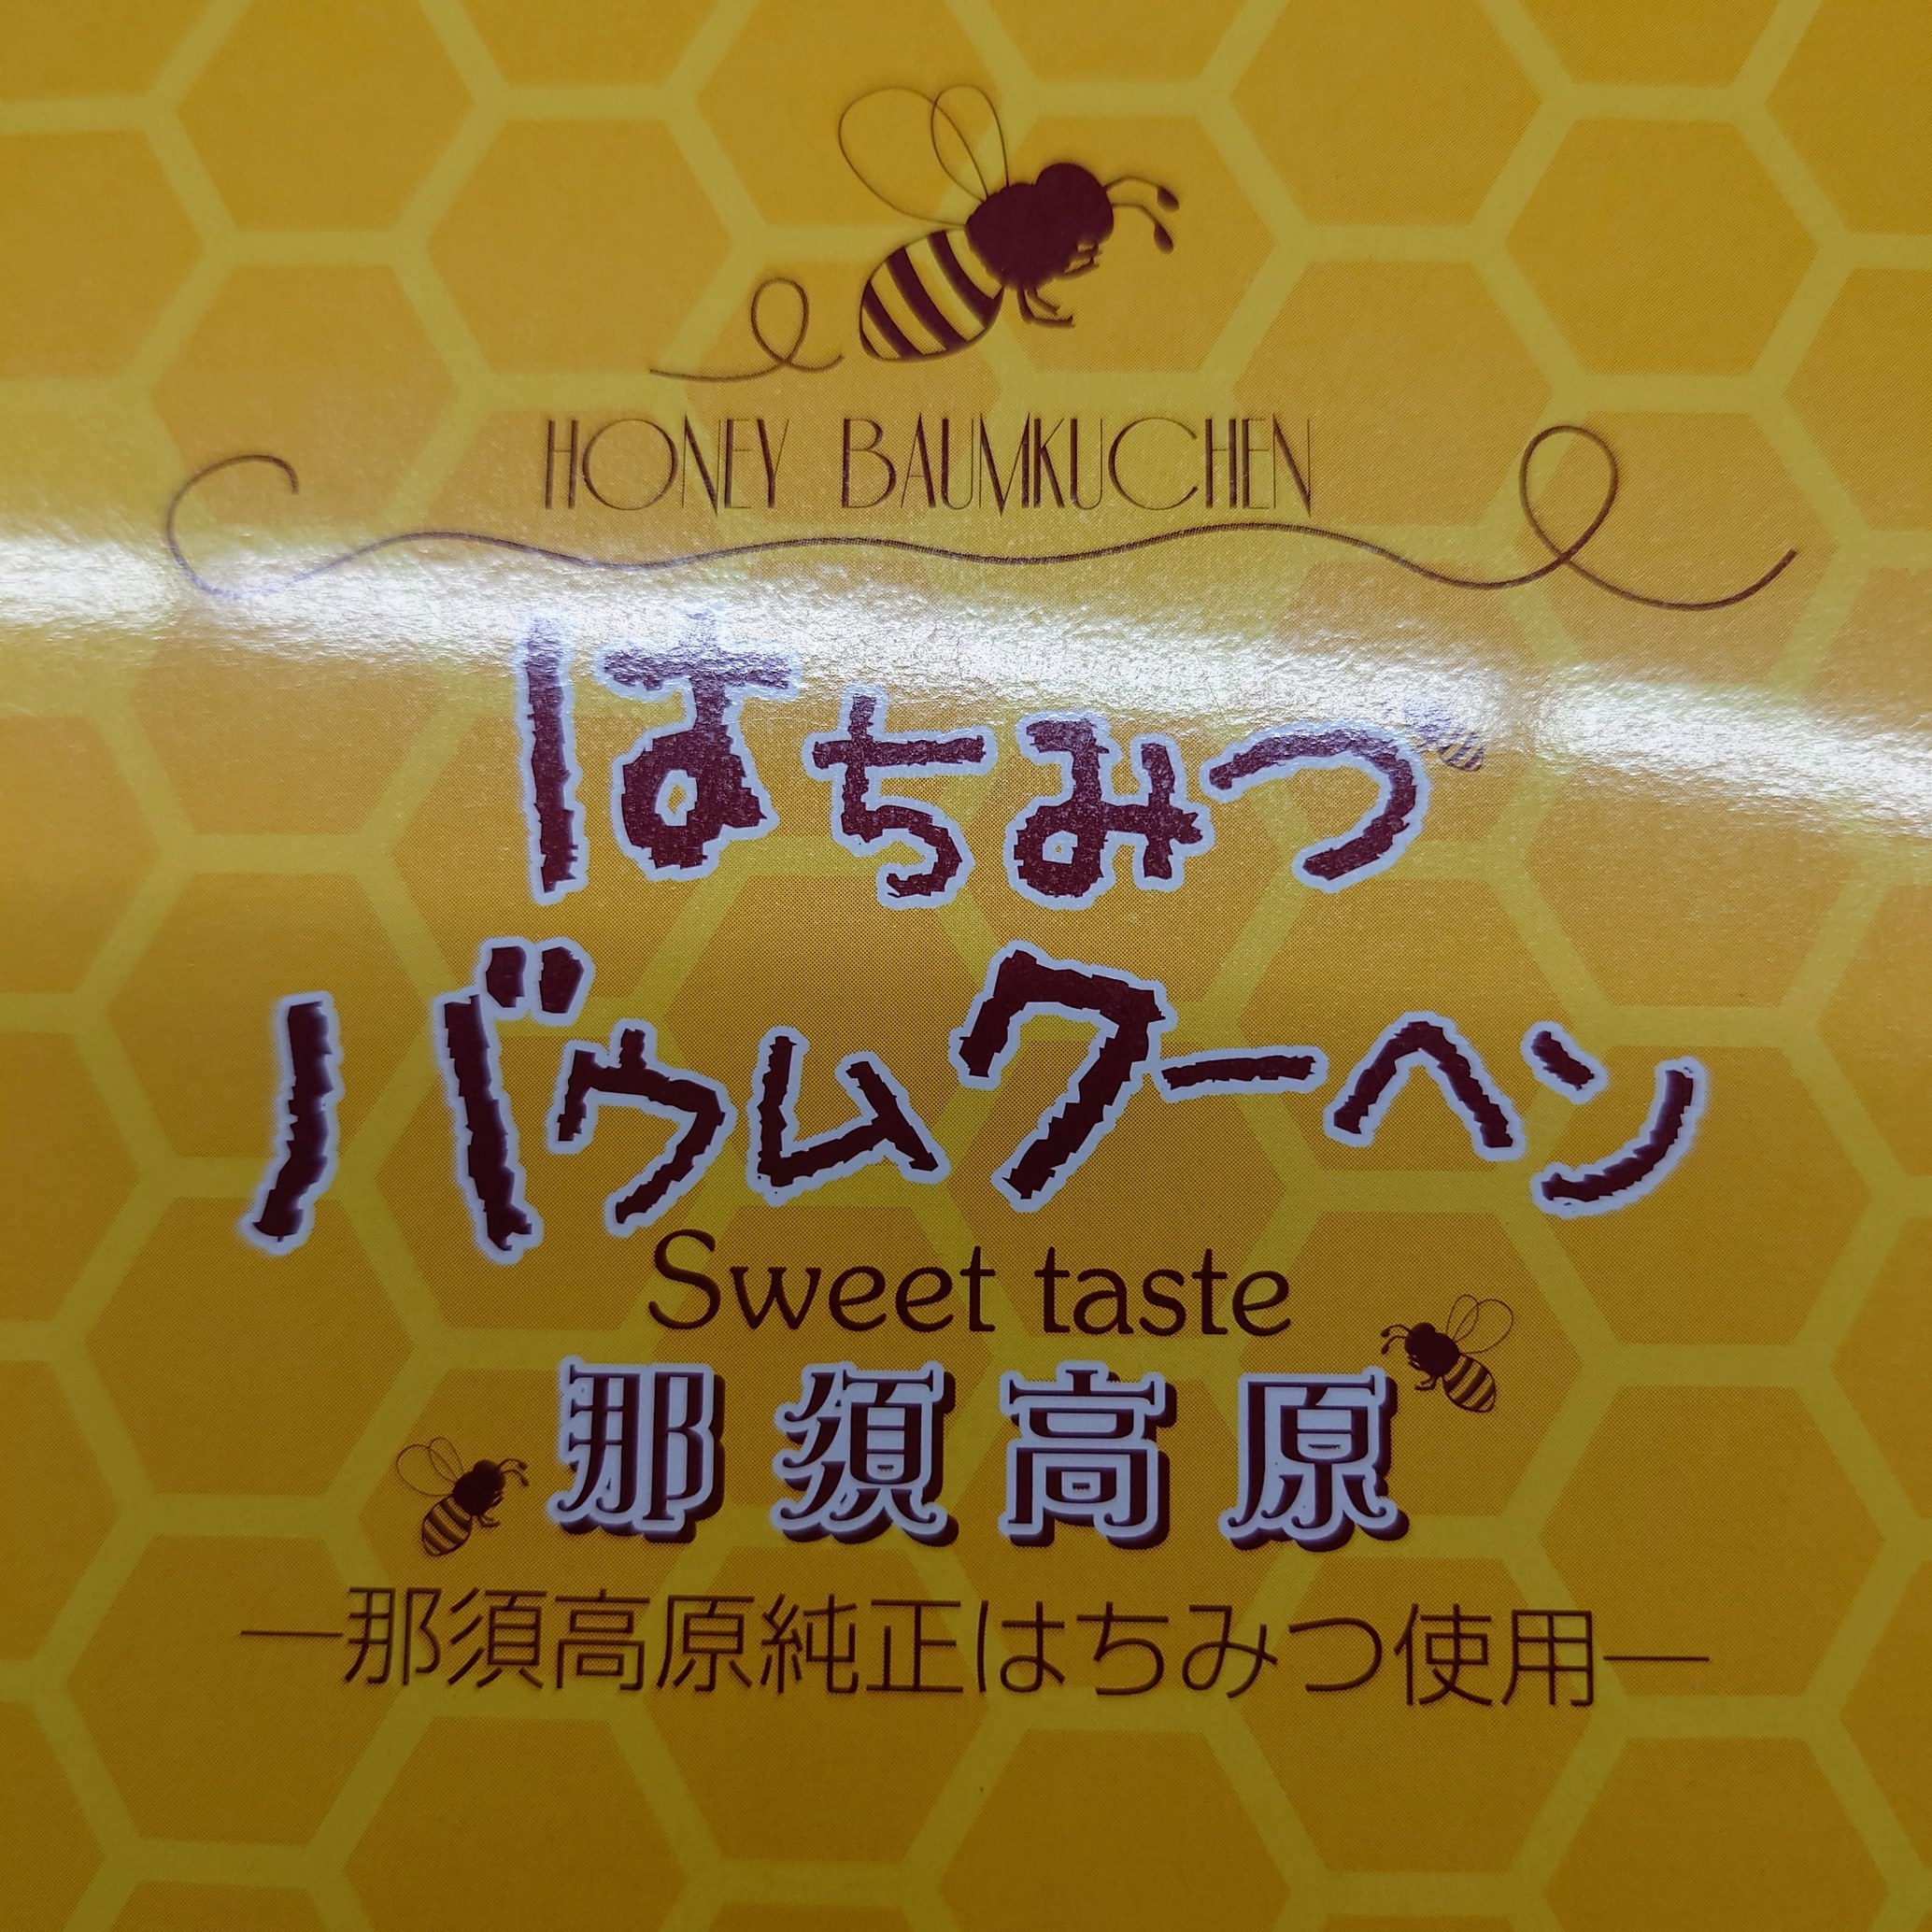 HONEY BAUMKUCHEN
はちみつ
バウムクーヘン
Sweet taste
那須高原
—那須高原純正はちみつ使用—